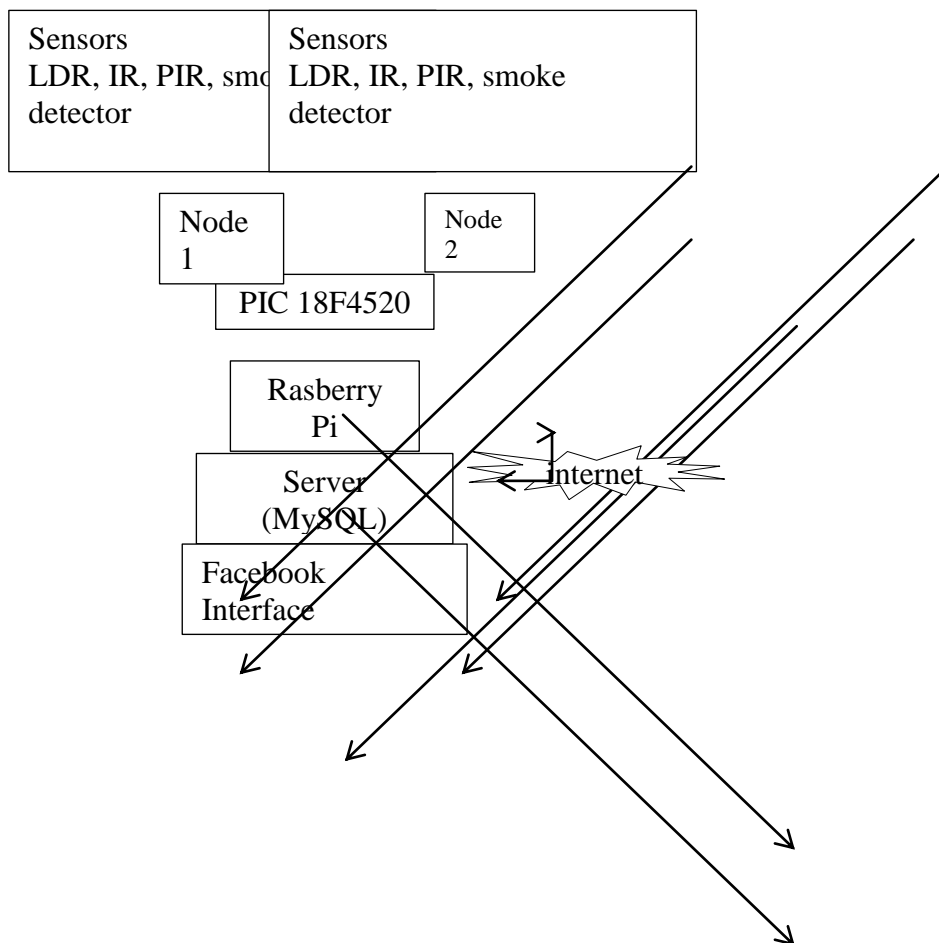 Sensors
LDR, IR, PIR, smo
detector
Sensors
LDR, IR, PIR, smoke
detector
Node
1
Node
2
PIC 18F4520
Rasberry
Pi
internet
Server
(MySQL)
Facebook
Interface